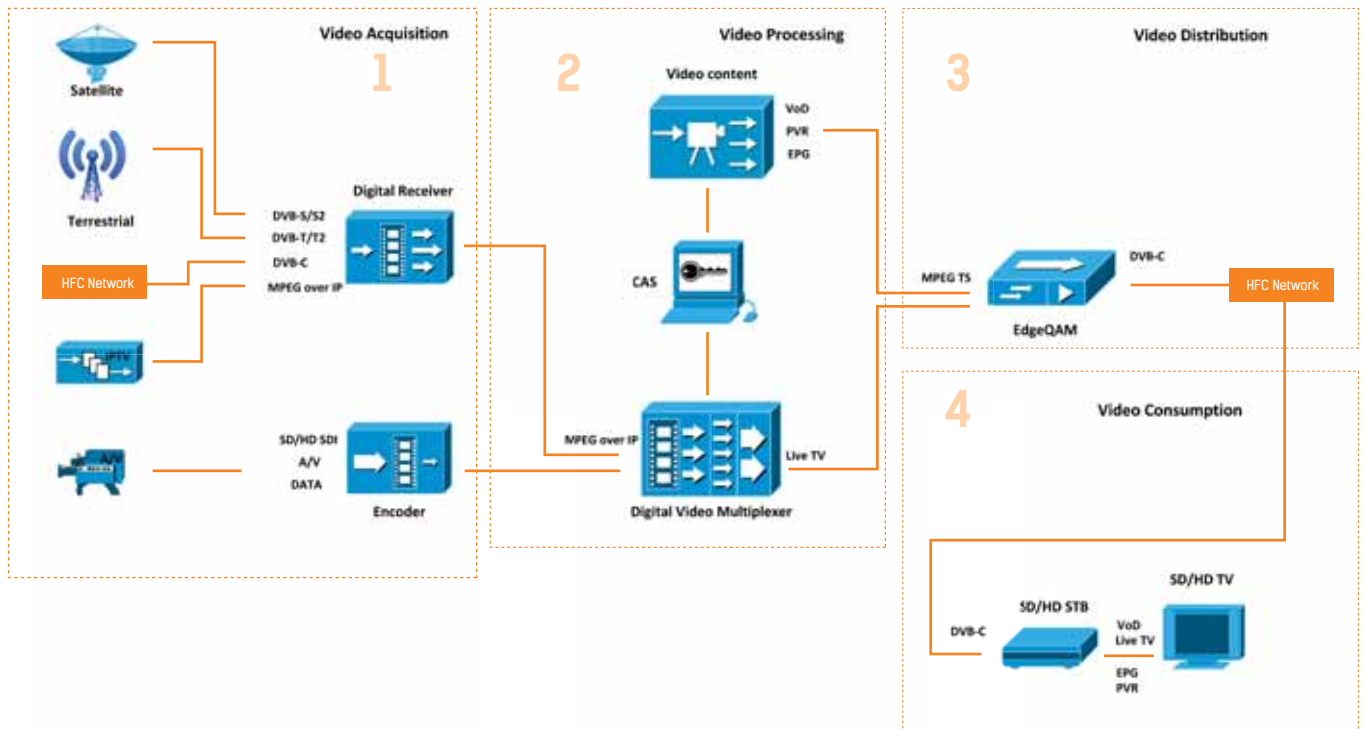 Video Acquisition
1
Satellite
Terrestrial
HFC Network
IPTV
A/V
Digital Receiver
DVB-S/S2
DVB-T/T2
DVB-C
MPEG over IP
SD/HD SDI
A/V
DATA
Encoder
Video Processing
2
Video content
VoD
PVR
EPG
CAS
MPEG over IP
Live TV
Digital Video Multiplexer
Video Distribution
3
MPEG TS
DVB-C
EdgeQAM
HFC Network
4
Video Consumption
DVB-C
SD/HD STB
VoD
Live TV
EPG
PVR
SD/HD TV